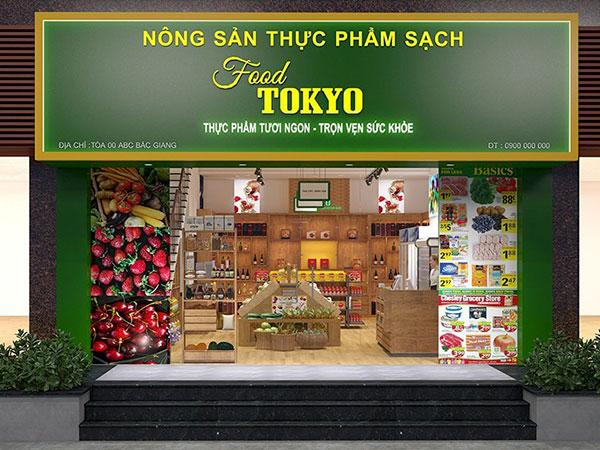 NÔNG SẢN THỰC PHẨM SẠCH
Food
TOKYO
THỰC PHẨM TƯƠI NGON - TRỌN VẸN SỨC KHỎE
ĐỊA CHỈ :TÒA 00 ABC BẮC GIANG
ĐT : 0900 000 000
Basics
88¢
Chesley Grocery Store